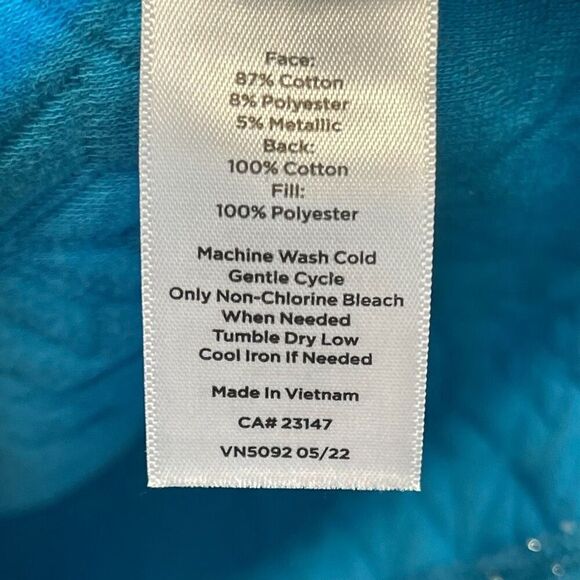 Face:
87% Cotton
8% Polyester
5% Metallic
Back:
100% Cotton
Fill:
100% Polyester
Machine Wash Cold
Gentle Cycle
Only Non-Chlorine Bleach
When Needed
Tumble Dry Low
Cool Iron If Needed
Made In Vietnam
CA# 23147
VN5092 05/22